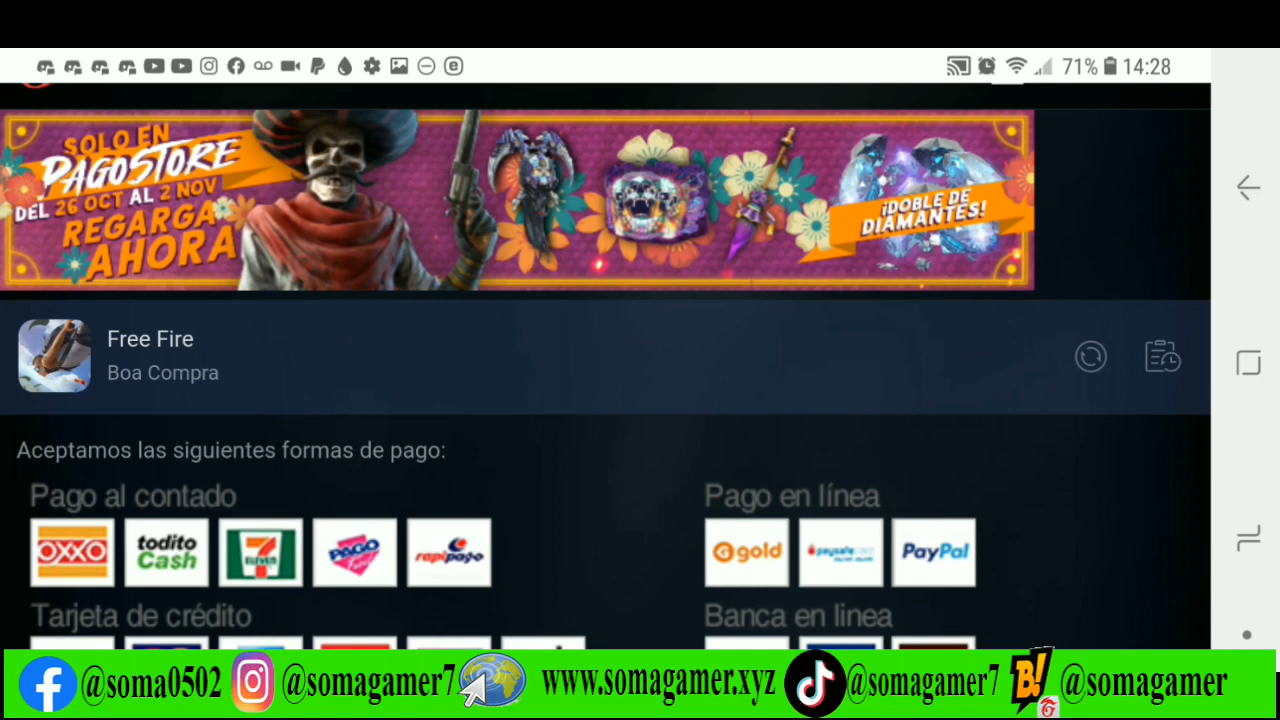 71% 14:28
SOLO EN
PAGOSTORE
DEL 26 OCT AL 2 NOV
REGARGA
AHORA
¡DOBLE DE
DIAMANTES!
Free Fire
Boa Compra
Aceptamos las siguientes formas de pago:
Pago al contado
Pago en línea
OXXO
todito
Cash
7
ELEVEN
PAGO
rapipago
gold
paysafecard
PayPal
Tarjeta de crédito
Banca en linea
@soma0502 @somagamer7 www.somagamer.xyz @somagamer7 B! @somagamer